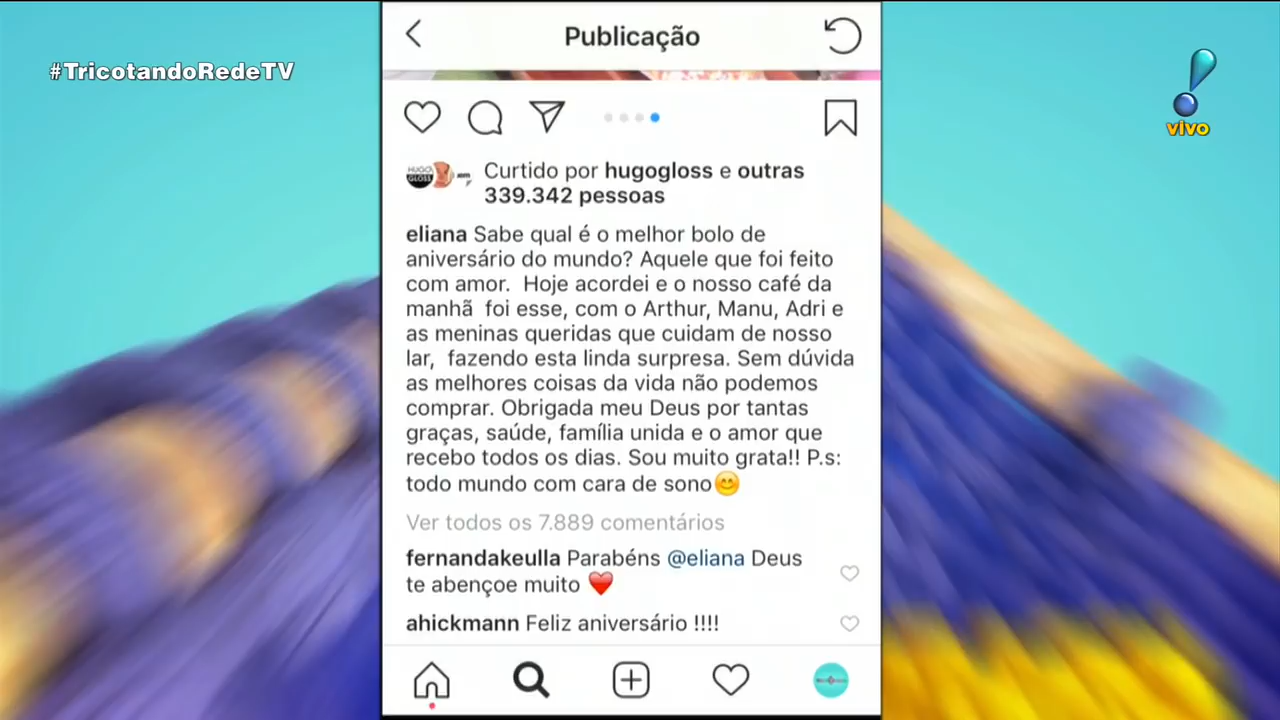 #TricotandoRedeTV
vivo
Publicação
HUGO GLOSS
Curtido por hugogloss e outras
339.342 pessoas
eliana Sabe qual é o melhor bolo de
aniversário do mundo? Aquele que foi feito
com amor. Hoje acordei e o nosso café da
manhã foi esse, com o Arthur, Manu, Adri e
as meninas queridas que cuidam de nosso
lar, fazendo esta linda surpresa. Sem dúvida
as melhores coisas da vida não podemos
comprar. Obrigada meu Deus por tantas
graças, saúde, família unida e o amor que
recebo todos os dias. Sou muito grata!! P.s:
todo mundo com cara de sono😊
Ver todos os 7.889 comentários
fernandakeulla Parabéns @eliana Deus
te abençoe muito ❤️
ahickmann Feliz aniversário !!!!